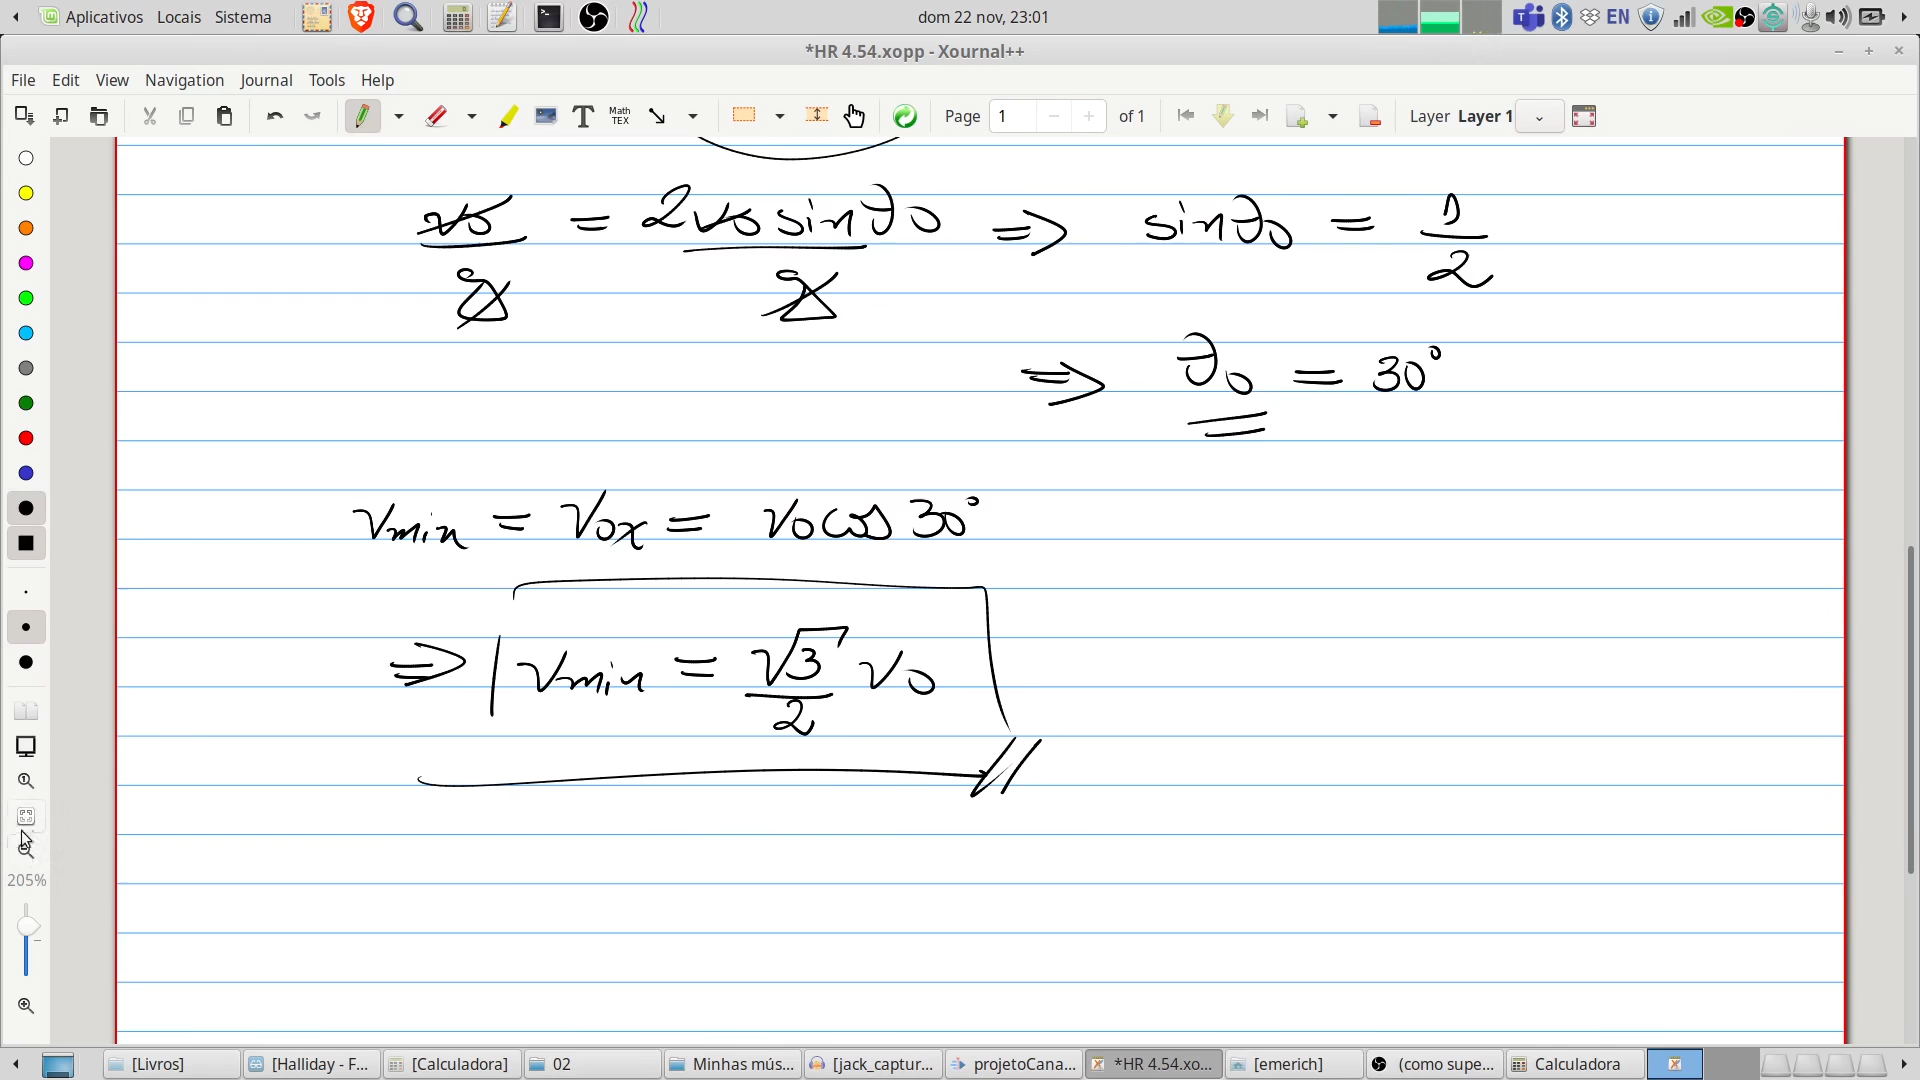 Aplicativos Locais Sistema dom 22 nov, 23:01 EN
*HR 4.54.xopp - Xournal++
File Edit View Navigation Journal Tools Help
T Math TEX Page 1 of 1 Layer Layer 1
v0/g = 2v0 sinθ0/g => sinθ0 = 1/2
=> θ0 = 30°
vmin = v0x = v0 cos 30°
=> vmin = √3/2 v0
205%
[Livros] [Halliday - F... [Calculadora] 02 Minhas mús... [jack_captur... projetoCana... *HR 4.54.xo... [emerich] (como supe... Calculadora